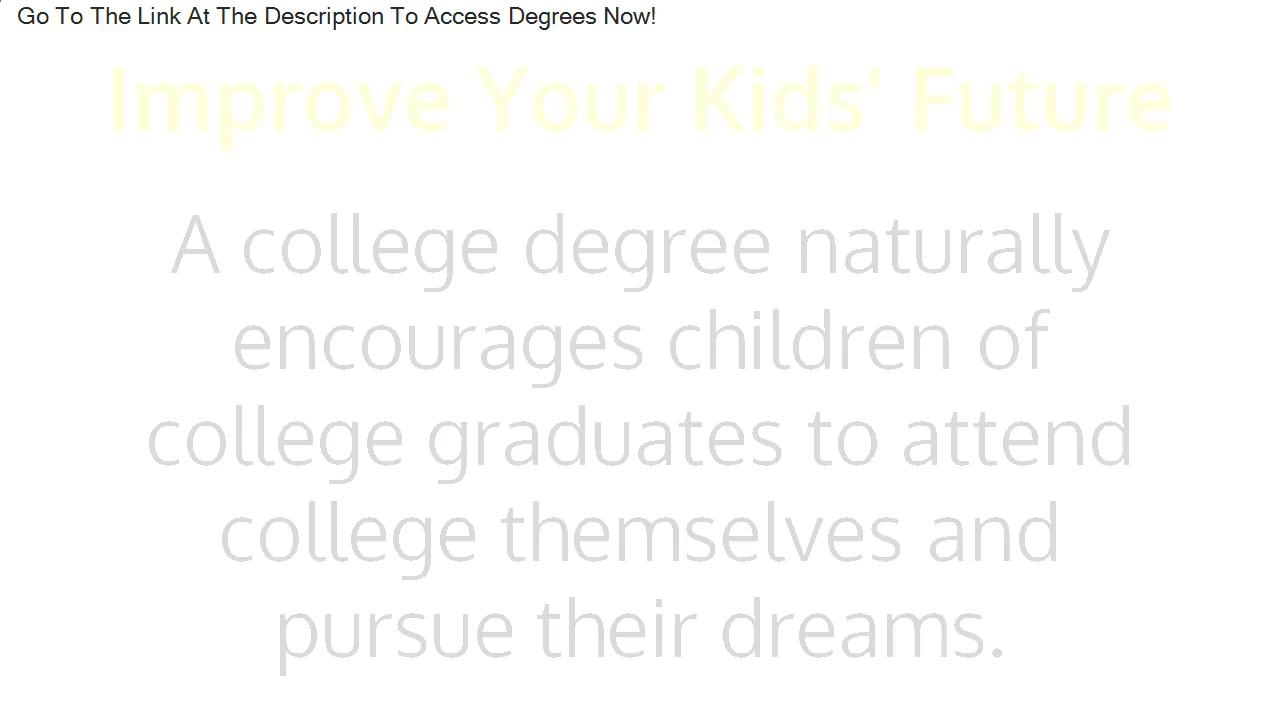 Go To The Link At The Description To Access Degrees Now!
Improve Your Kids' Future
A college degree naturally
encourages children of
college graduates to attend
college themselves and
pursue their dreams.